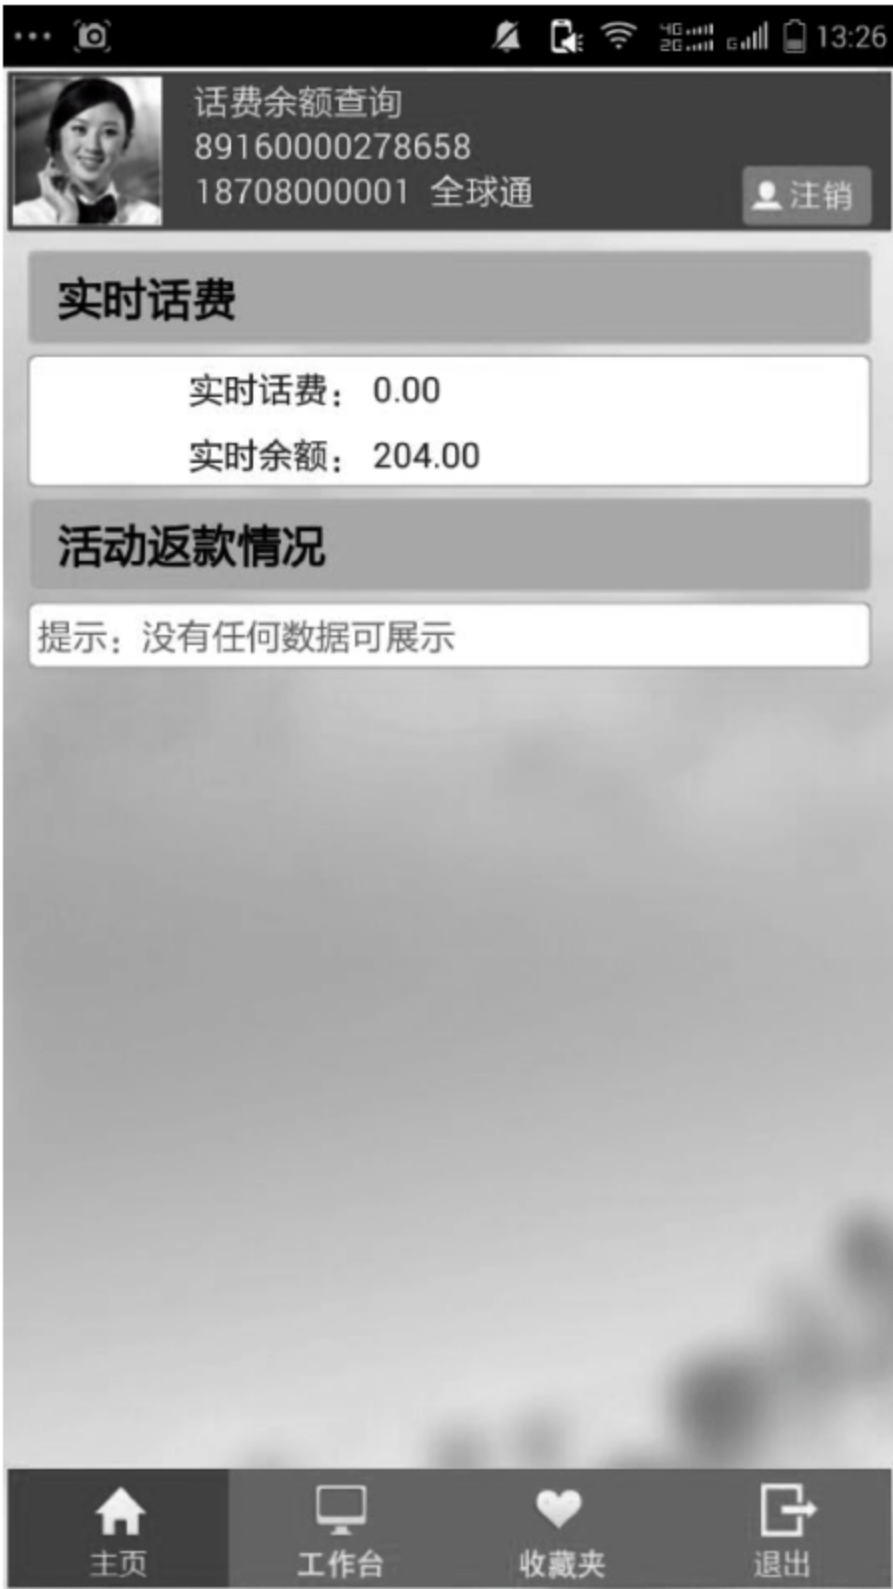 4G
2G G 13:26
话费余额查询
89160000278658
18708000001 全球通
注销
实时话费
实时话费： 0.00
实时余额： 204.00
活动返款情况
提示：没有任何数据可展示
主页 工作台 收藏夹 退出